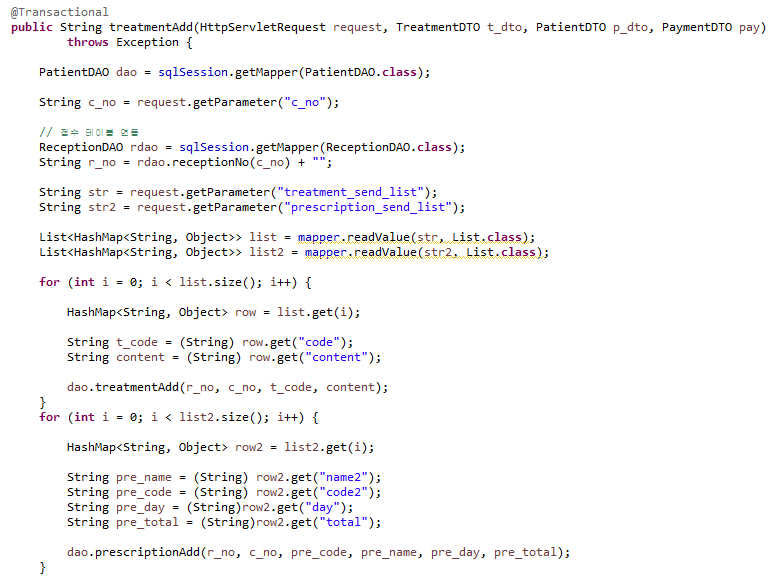 @Transactional
public String treatmentAdd(HttpServletRequest request, TreatmentDTO t_dto, PatientDTO p_dto, PaymentDTO pay)
throws Exception {
PatientDAO dao = sqlSession.getMapper(PatientDAO.class);
String c_no = request.getParameter("c_no");
// 접수 테이블 연동
ReceptionDAO rdao = sqlSession.getMapper(ReceptionDAO.class);
String r_no = rdao.receptionNo(c_no) + "";
String str = request.getParameter("treatment_send_list");
String str2 = request.getParameter("prescription_send_list");
List<HashMap<String, Object>> list = mapper.readValue(str, List.class);
List<HashMap<String, Object>> list2 = mapper.readValue(str2, List.class);
for (int i = 0; i < list.size(); i++) {
HashMap<String, Object> row = list.get(i);
String t_code = (String) row.get("code");
String content = (String) row.get("content");
dao.treatmentAdd(r_no, c_no, t_code, content);
}
for (int i = 0; i < list2.size(); i++) {
HashMap<String, Object> row2 = list2.get(i);
String pre_name = (String) row2.get("name2");
String pre_code = (String) row2.get("code2");
String pre_day = (String)row2.get("day");
String pre_total = (String)row2.get("total");
dao.prescriptionAdd(r_no, c_no, pre_code, pre_name, pre_day, pre_total);
}